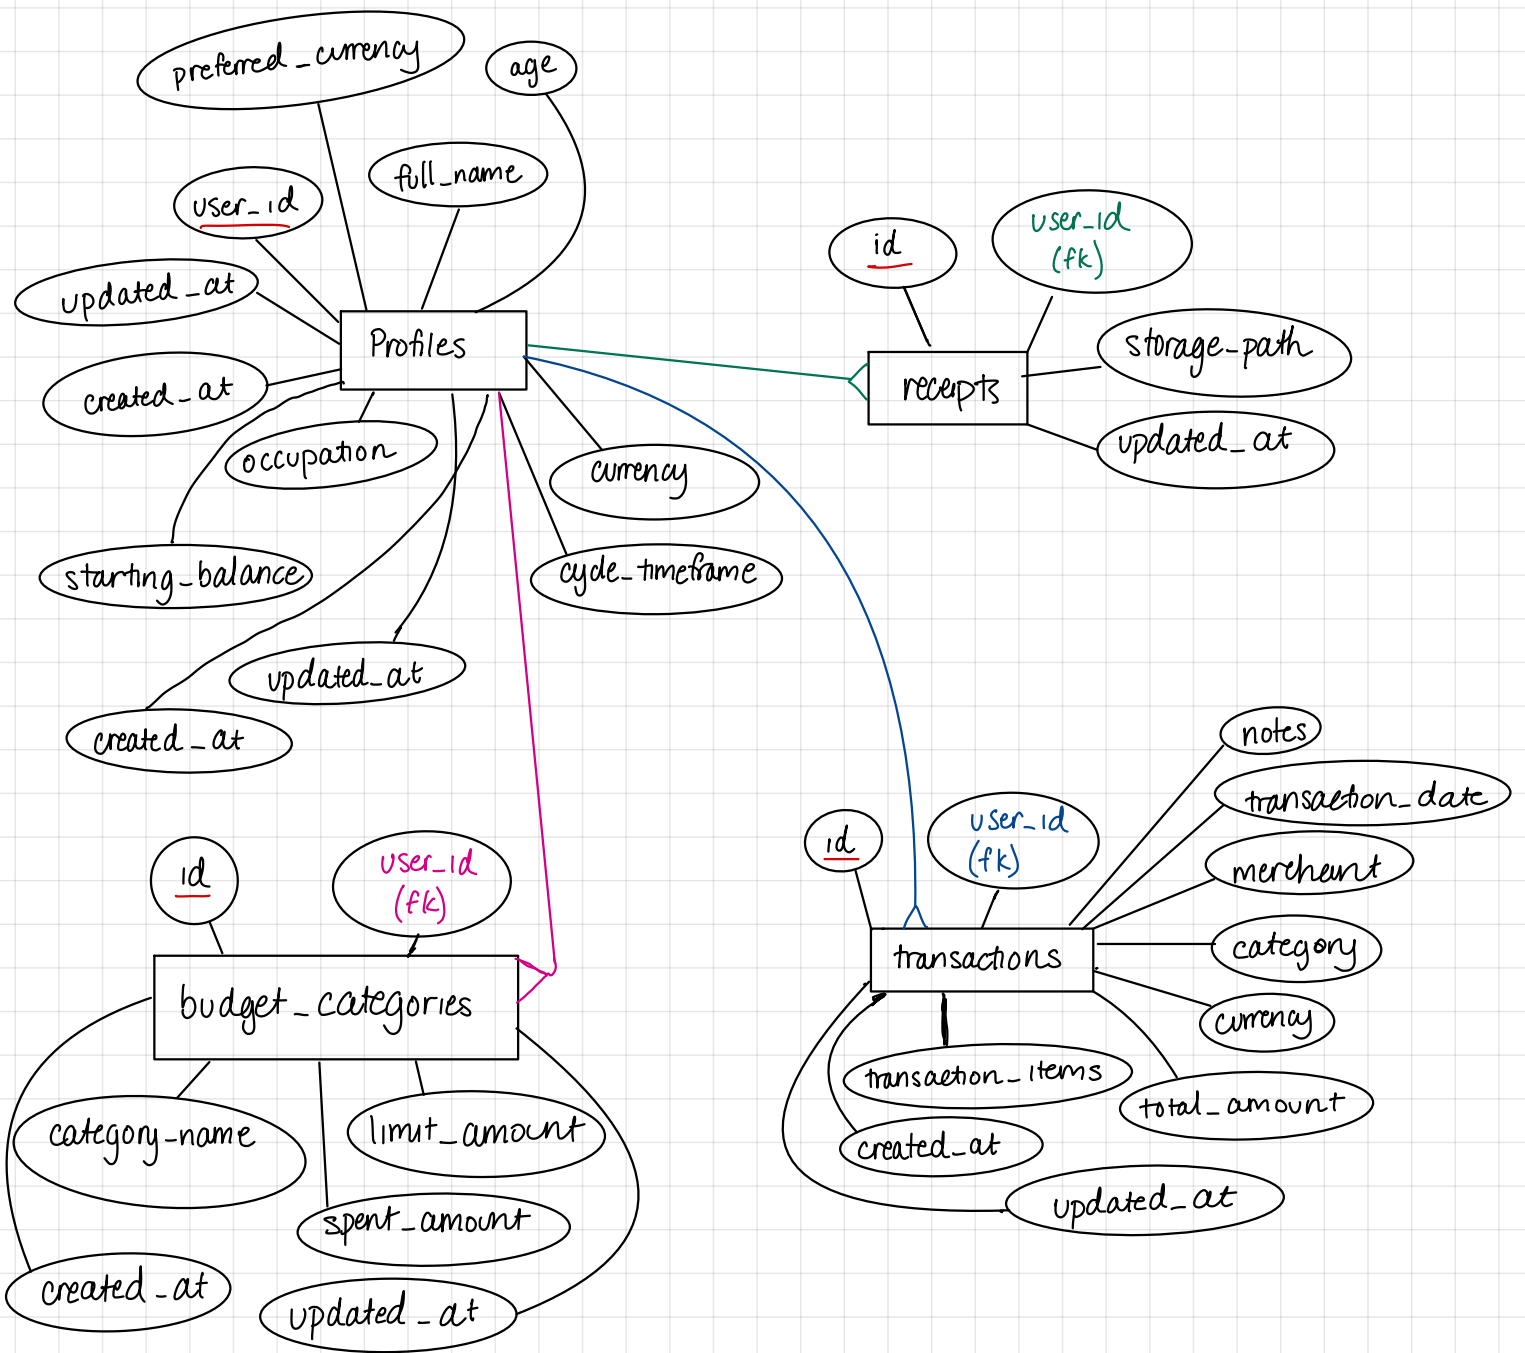 preferred_currency
age
full_name
user_id
updated_at
Profiles
created_at
occupation
currency
starting_balance
cycle_timeframe
updated_at
created_at
id
user_id
(fk)
receipts
storage_path
updated_at
id
user_id
(fk)
budget_categories
category_name
limit_amount
spent_amount
created_at
updated_at
id
user_id
(fk)
transactions
notes
transaction_date
merchant
category
currency
total_amount
transaction_items
created_at
updated_at